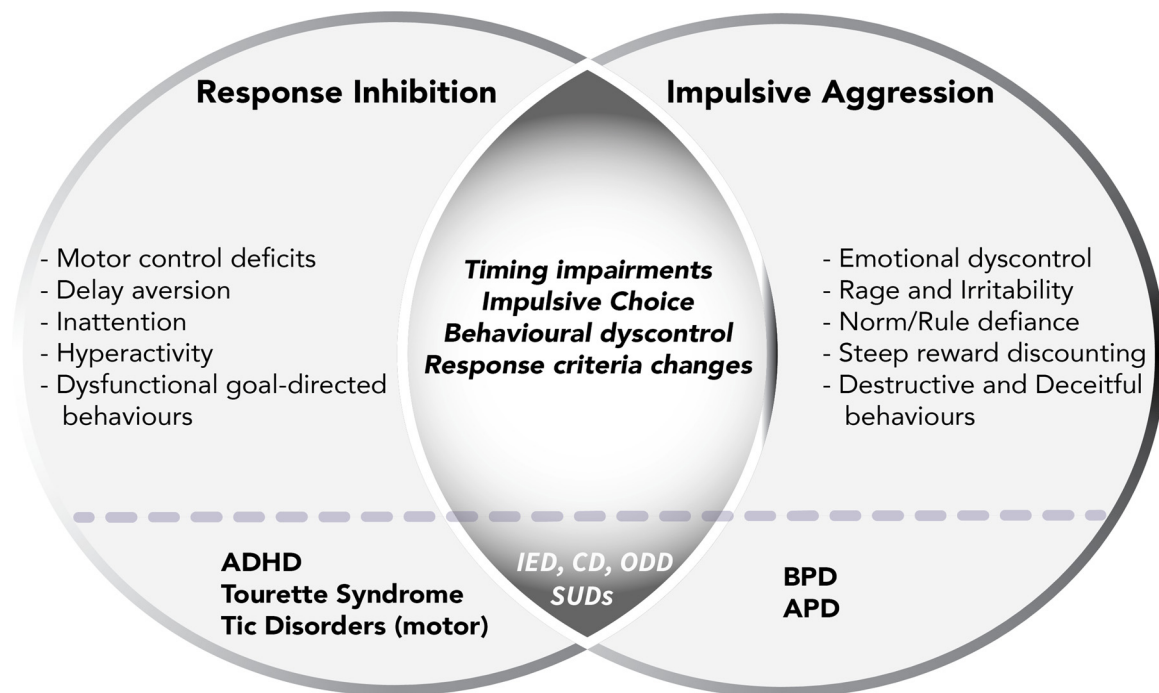 Response Inhibition
Impulsive Aggression
- Motor control deficits
- Delay aversion
- Inattention
- Hyperactivity
- Dysfunctional goal-directed
behaviours
Timing impairments
Impulsive Choice
Behavioural dyscontrol
Response criteria changes
- Emotional dyscontrol
- Rage and Irritability
- Norm/Rule defiance
- Steep reward discounting
- Destructive and Deceitful
behaviours
ADHD
Tourette Syndrome
Tic Disorders (motor)
IED, CD, ODD
SUDs
BPD
APD